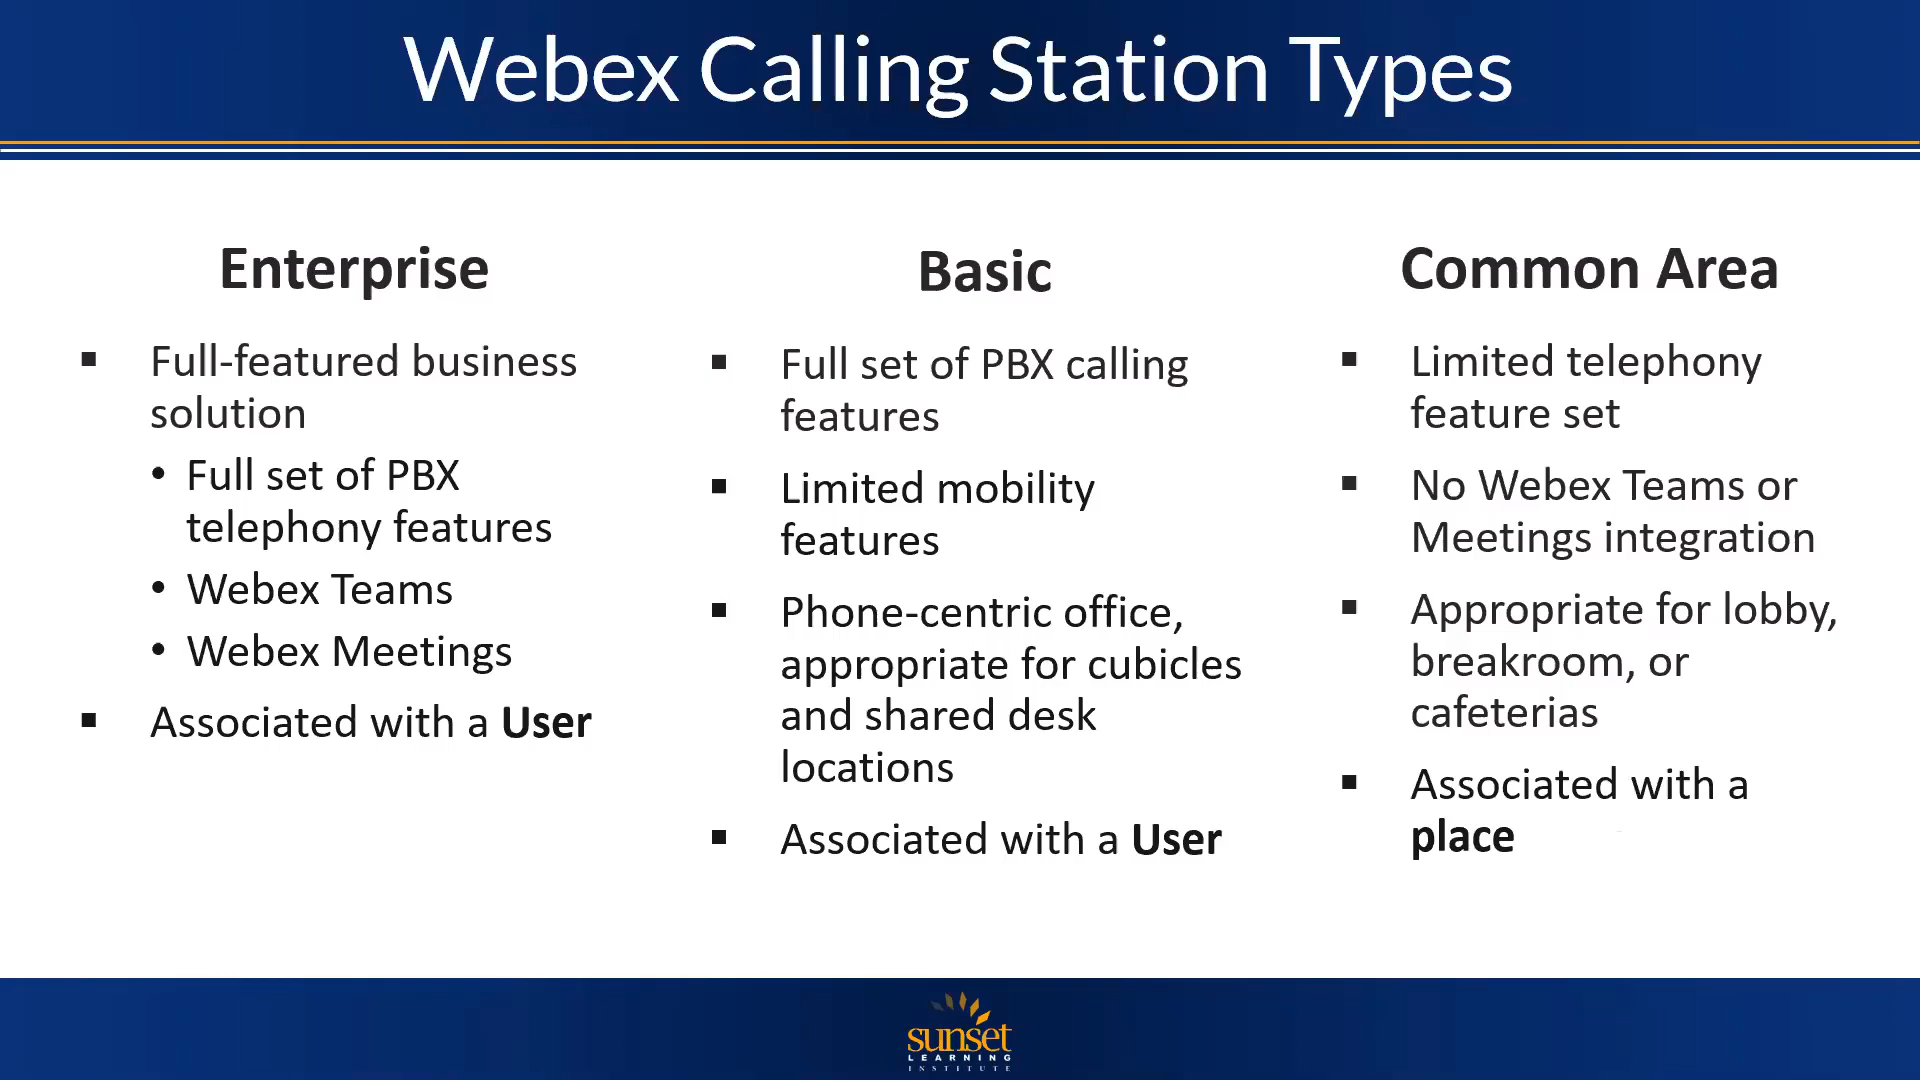 Webex Calling Station Types
Enterprise
▪ Full-featured business
solution
• Full set of PBX
telephony features
• Webex Teams
• Webex Meetings
▪ Associated with a User
Basic
▪ Full set of PBX calling
features
▪ Limited mobility
features
▪ Phone-centric office,
appropriate for cubicles
and shared desk
locations
▪ Associated with a User
Common Area
▪ Limited telephony
feature set
▪ No Webex Teams or
Meetings integration
▪ Appropriate for lobby,
breakroom, or
cafeterias
▪ Associated with a
place
sunset
LEARNING
INSTITUTE